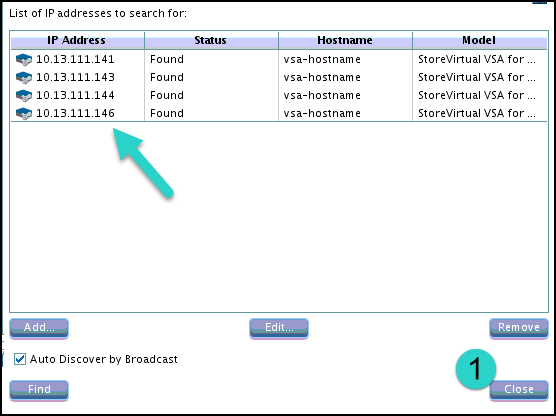 List of IP addresses to search for:
IP Address Status Hostname Model
10.13.111.141 Found vsa-hostname StoreVirtual VSA for ...
10.13.111.143 Found vsa-hostname StoreVirtual VSA for ...
10.13.111.144 Found vsa-hostname StoreVirtual VSA for ...
10.13.111.146 Found vsa-hostname StoreVirtual VSA for ...
Add... Edit... Remove
Auto Discover by Broadcast
1
Find Close